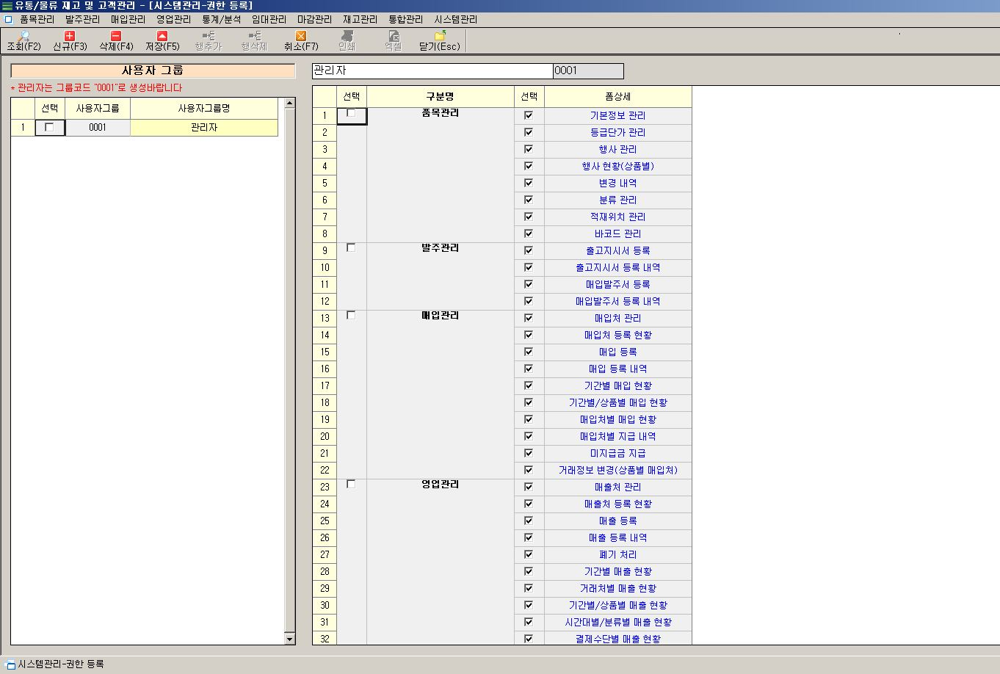 유통/물류 재고 및 고객관리 - [시스템관리-권한 등록]
품목관리 발주관리 매입관리 영업관리 통계/분석 임대관리 마감관리 재고관리 통합관리 시스템관리
조회(F2) 신규(F3) 삭제(F4) 저장(F5) 행추가 행삭제 취소(F7) 인쇄 엑셀 닫기(Esc)
사용자 그룹
* 관리자는 그룹코드 "0001"로 생성바랍니다
선택 사용자그룹 사용자그룹명
1 0001 관리자
관리자 0001
선택 구분명 선택 폼상세
1 품목관리 기본정보 관리
2 등급단가 관리
3 행사 관리
4 행사 현황(상품별)
5 변경 내역
6 분류 관리
7 적재위치 관리
8 바코드 관리
9 발주관리 출고지시서 등록
10 출고지시서 등록 내역
11 매입발주서 등록
12 매입발주서 등록 내역
13 매입관리 매입처 관리
14 매입처 등록 현황
15 매입 등록
16 매입 등록 내역
17 기간별 매입 현황
18 기간별/상품별 매입 현황
19 매입처별 매입 현황
20 매입처별 지급 내역
21 미지급금 지급
22 거래정보 변경(상품별 매입처)
23 영업관리 매출처 관리
24 매출처 등록 현황
25 매출 등록
26 매출 등록 내역
27 폐기 처리
28 기간별 매출 현황
29 거래처별 매출 현황
30 기간별/상품별 매출 현황
31 시간대별/분류별 매출 현황
32 결제수단별 매출 현황
시스템관리-권한 등록